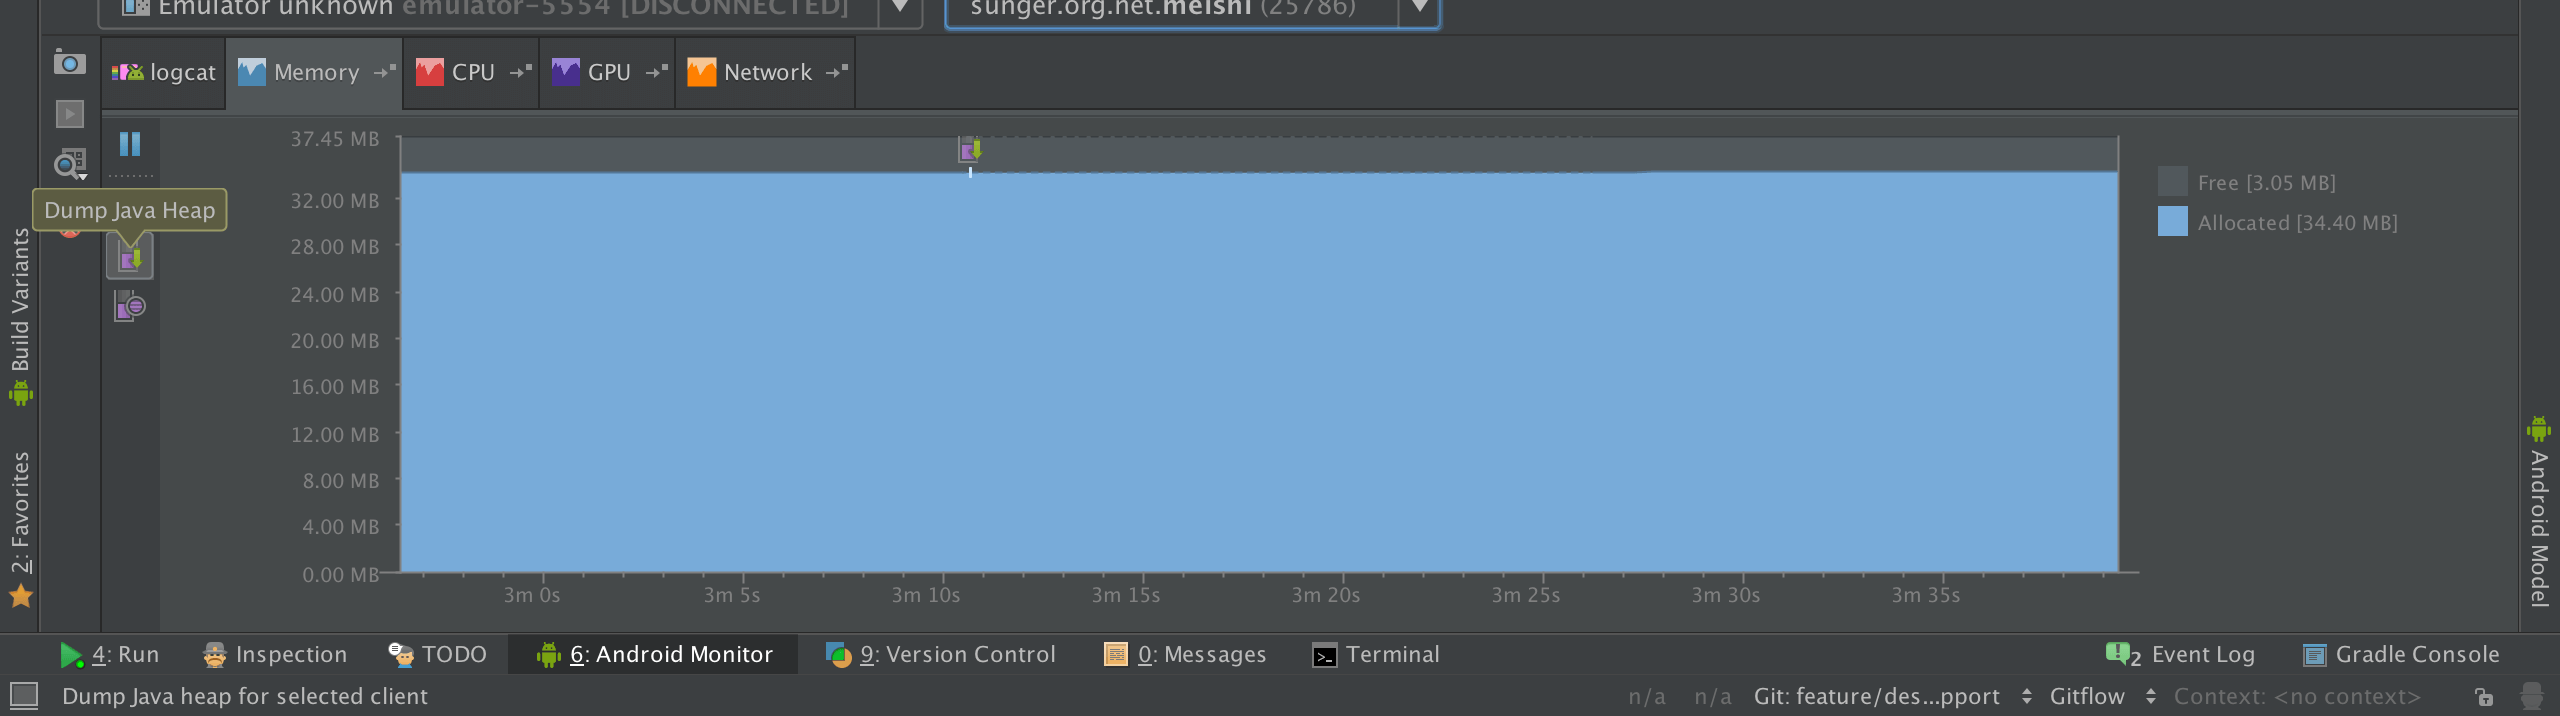 Emulator unknown emulator-5554 [DISCONNECTED]
sunger.org.net.meishi (25786)
logcat
Memory
CPU
GPU
Network
Dump Java Heap
37.45 MB
32.00 MB
28.00 MB
24.00 MB
20.00 MB
16.00 MB
12.00 MB
8.00 MB
4.00 MB
0.00 MB
3m 0s
3m 5s
3m 10s
3m 15s
3m 20s
3m 25s
3m 30s
3m 35s
Free [3.05 MB]
Allocated [34.40 MB]
Build Variants
2: Favorites
Android Model
4: Run
Inspection
TODO
6: Android Monitor
9: Version Control
0: Messages
Terminal
2 Event Log
Gradle Console
Dump Java heap for selected client
n/a
n/a
Git: feature/des...pport
Gitflow
Context: <no context>